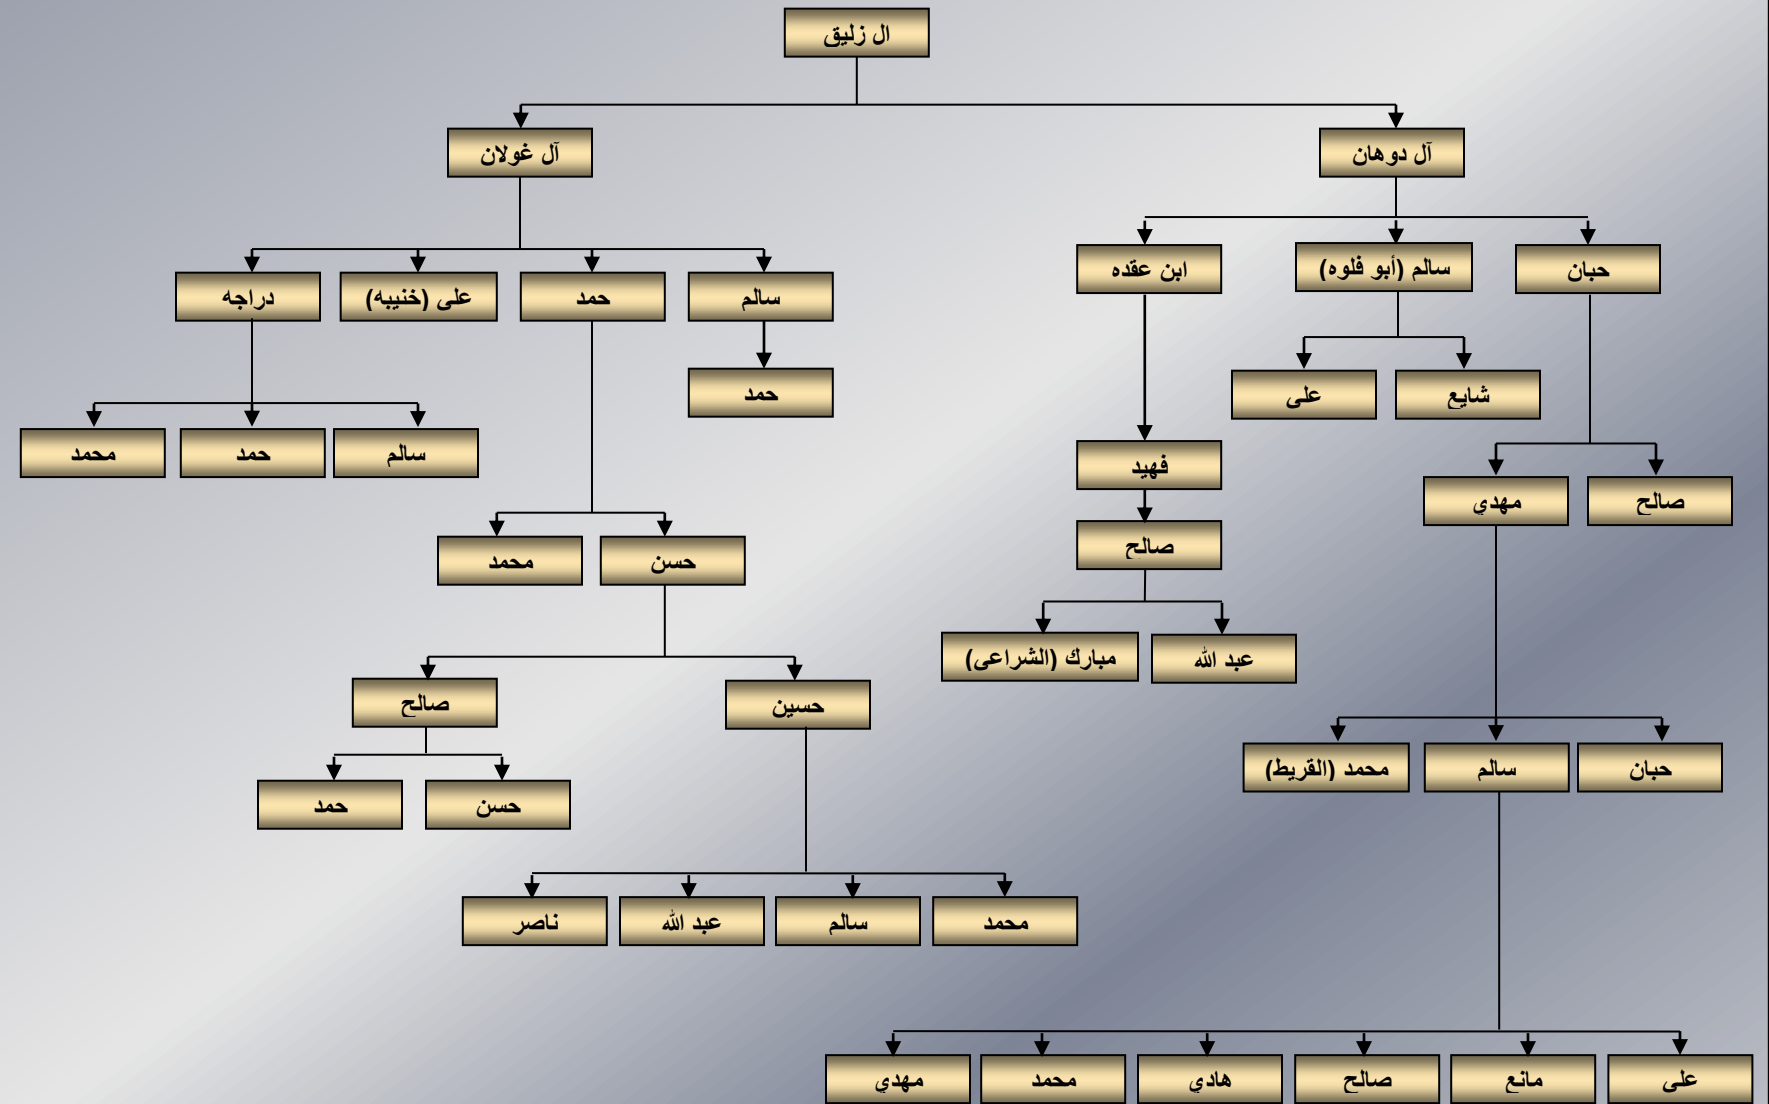 ال زليق
آل دوهان
آل غولان
حبان
سالم (أبو فلوه)
ابن عقده
سالم
حمد
على (خنيبه)
دراجه
شايع
على
حمد
فهيد
سالم
حمد
محمد
صالح
مهدي
صالح
حسن
محمد
عبد الله
مبارك (الشراعى)
حسين
صالح
حبان
سالم
محمد (القريط)
حسن
حمد
محمد
سالم
عبد الله
ناصر
على
مانع
صالح
هادي
محمد
مهدي